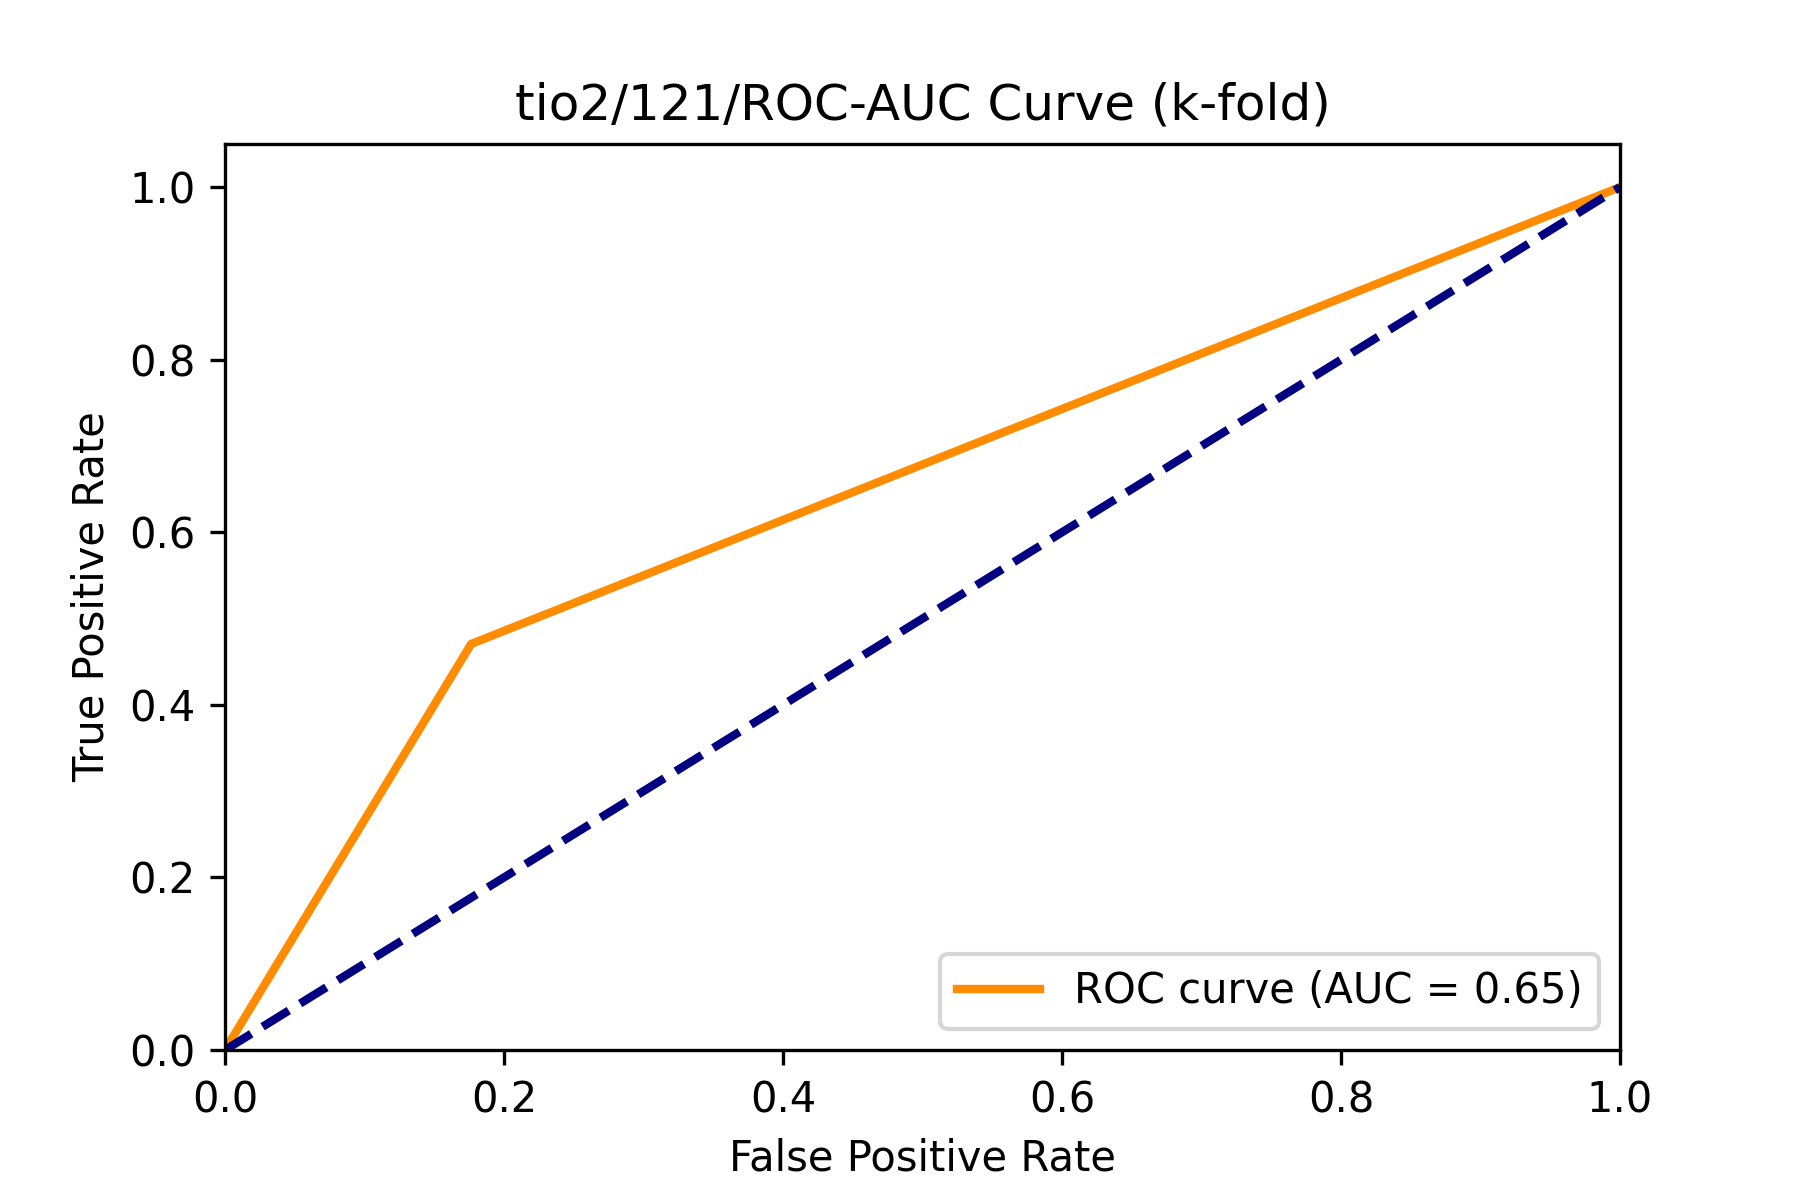 tio2/121/ROC-AUC Curve (k-fold)
1.0
0.8
0.6
0.4
0.2
0.0
True Positive Rate
ROC curve (AUC = 0.65)
0.0 0.2 0.4 0.6 0.8 1.0
False Positive Rate